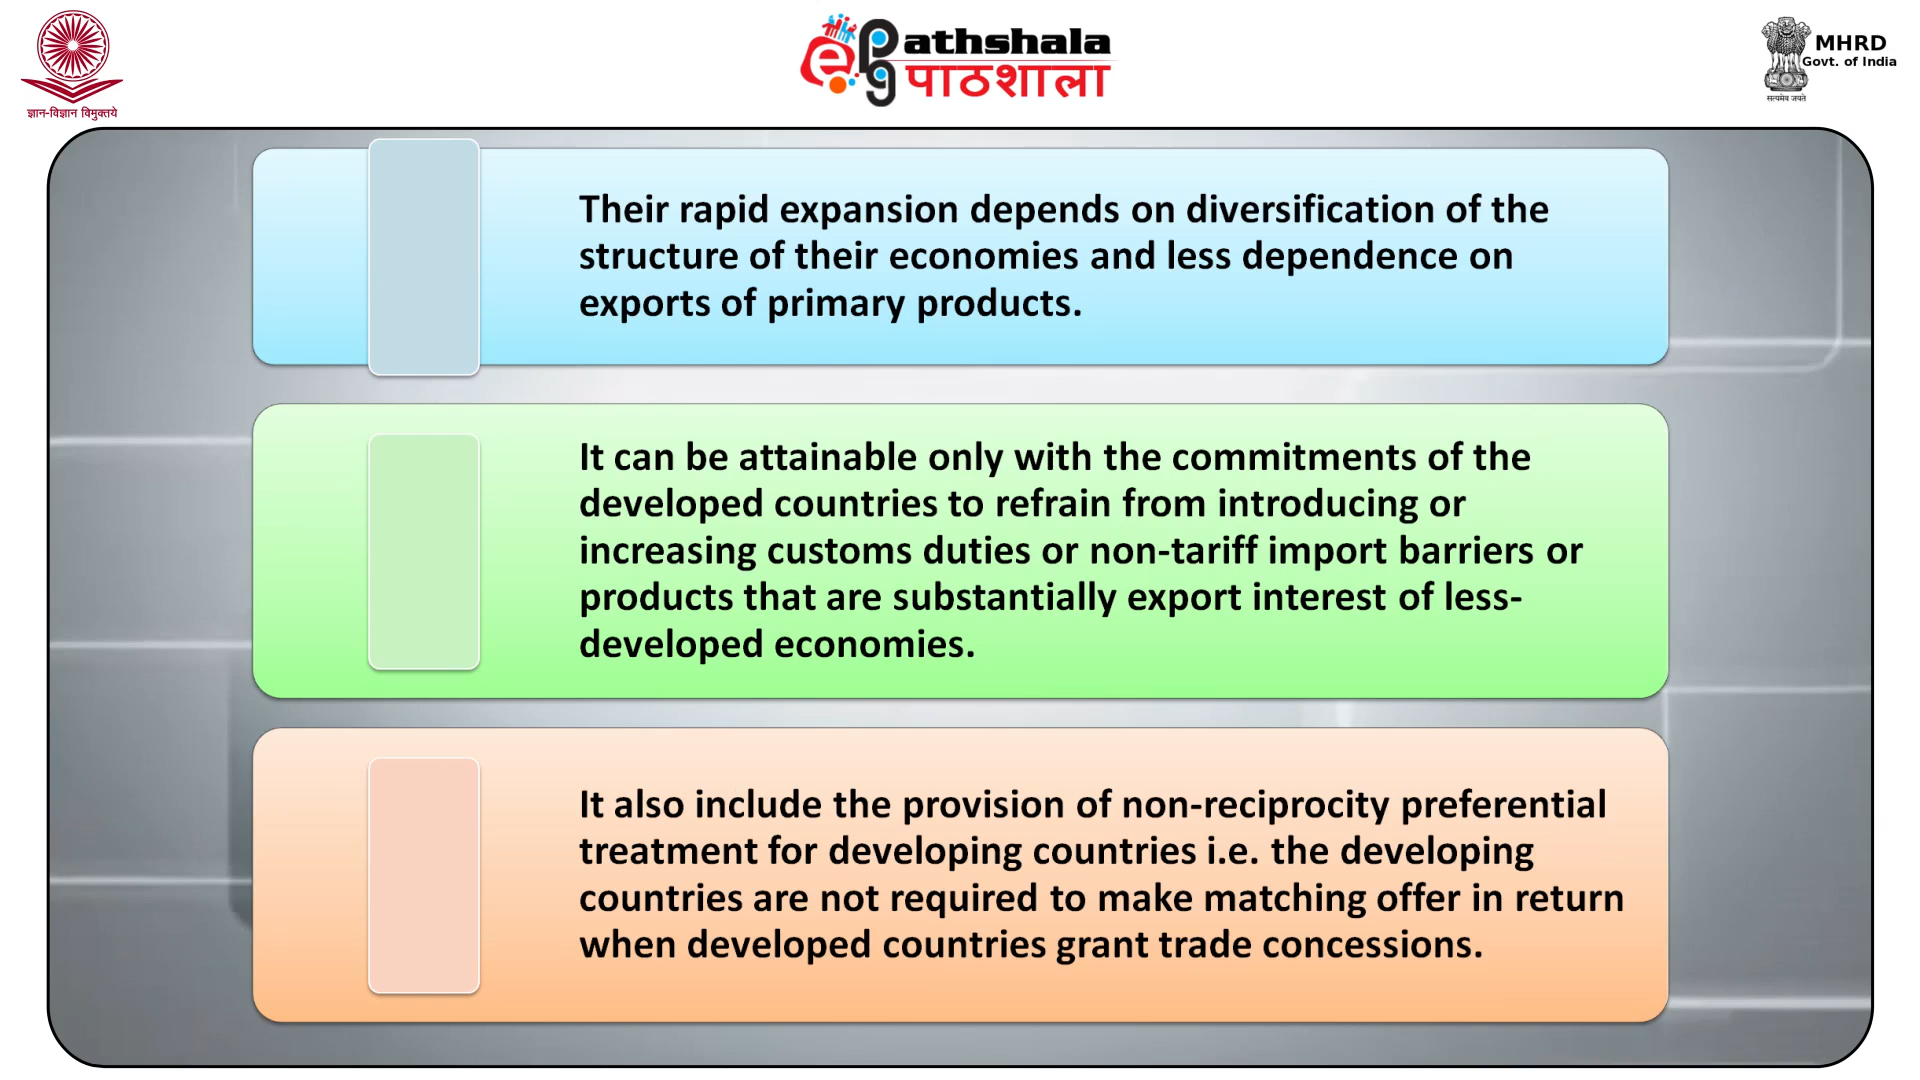 ज्ञान-विज्ञान विमुक्तये
e PG athshala
पाठशाला
MHRD
Govt. of India
सत्यमेव जयते
Their rapid expansion depends on diversification of the
structure of their economies and less dependence on
exports of primary products.
It can be attainable only with the commitments of the
developed countries to refrain from introducing or
increasing customs duties or non-tariff import barriers or
products that are substantially export interest of less-
developed economies.
It also include the provision of non-reciprocity preferential
treatment for developing countries i.e. the developing
countries are not required to make matching offer in return
when developed countries grant trade concessions.